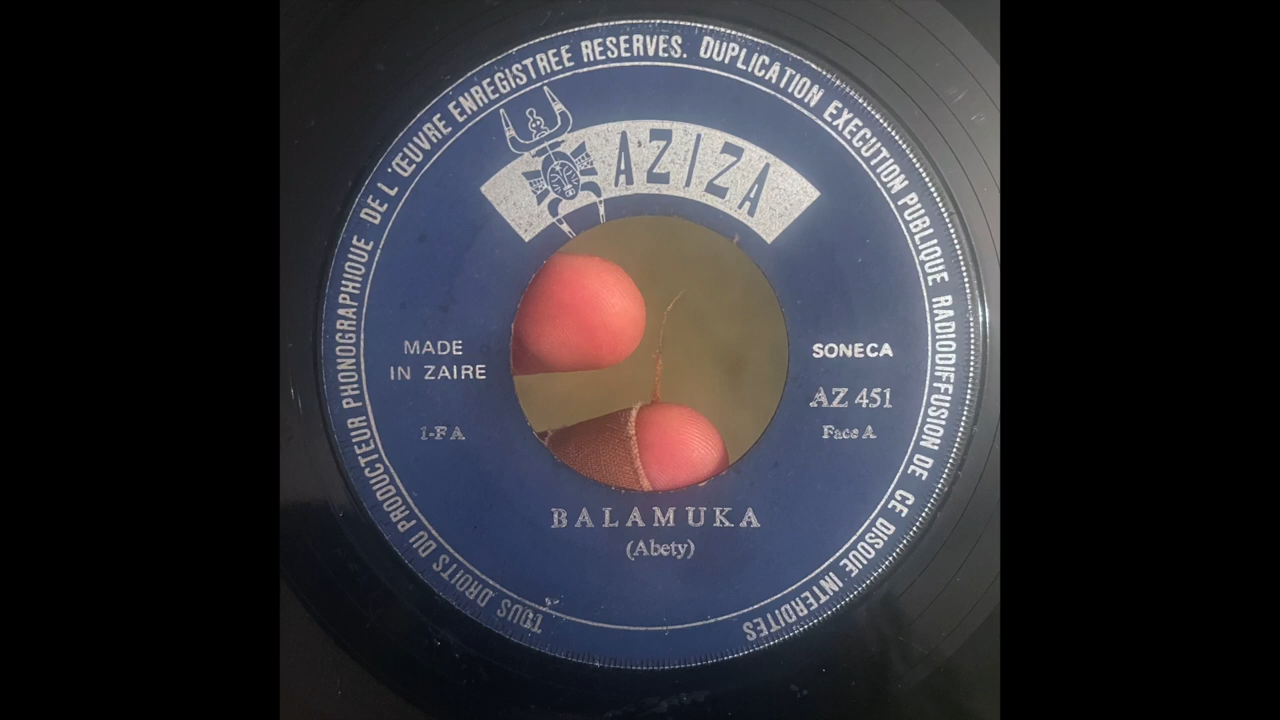 TOUS DROITS DU PRODUCTEUR PHONOGRAPHIQUE DE L'ŒUVRE ENREGISTREE RESERVES. DUPLICATION EXECUTION PUBLIQUE RADIODIFFUSION DE CE DISQUE INTERDITES
AZIZA
MADE
IN ZAIRE
1-FA
SONECA
AZ 451
Face A
BALAMUKA
(Abety)